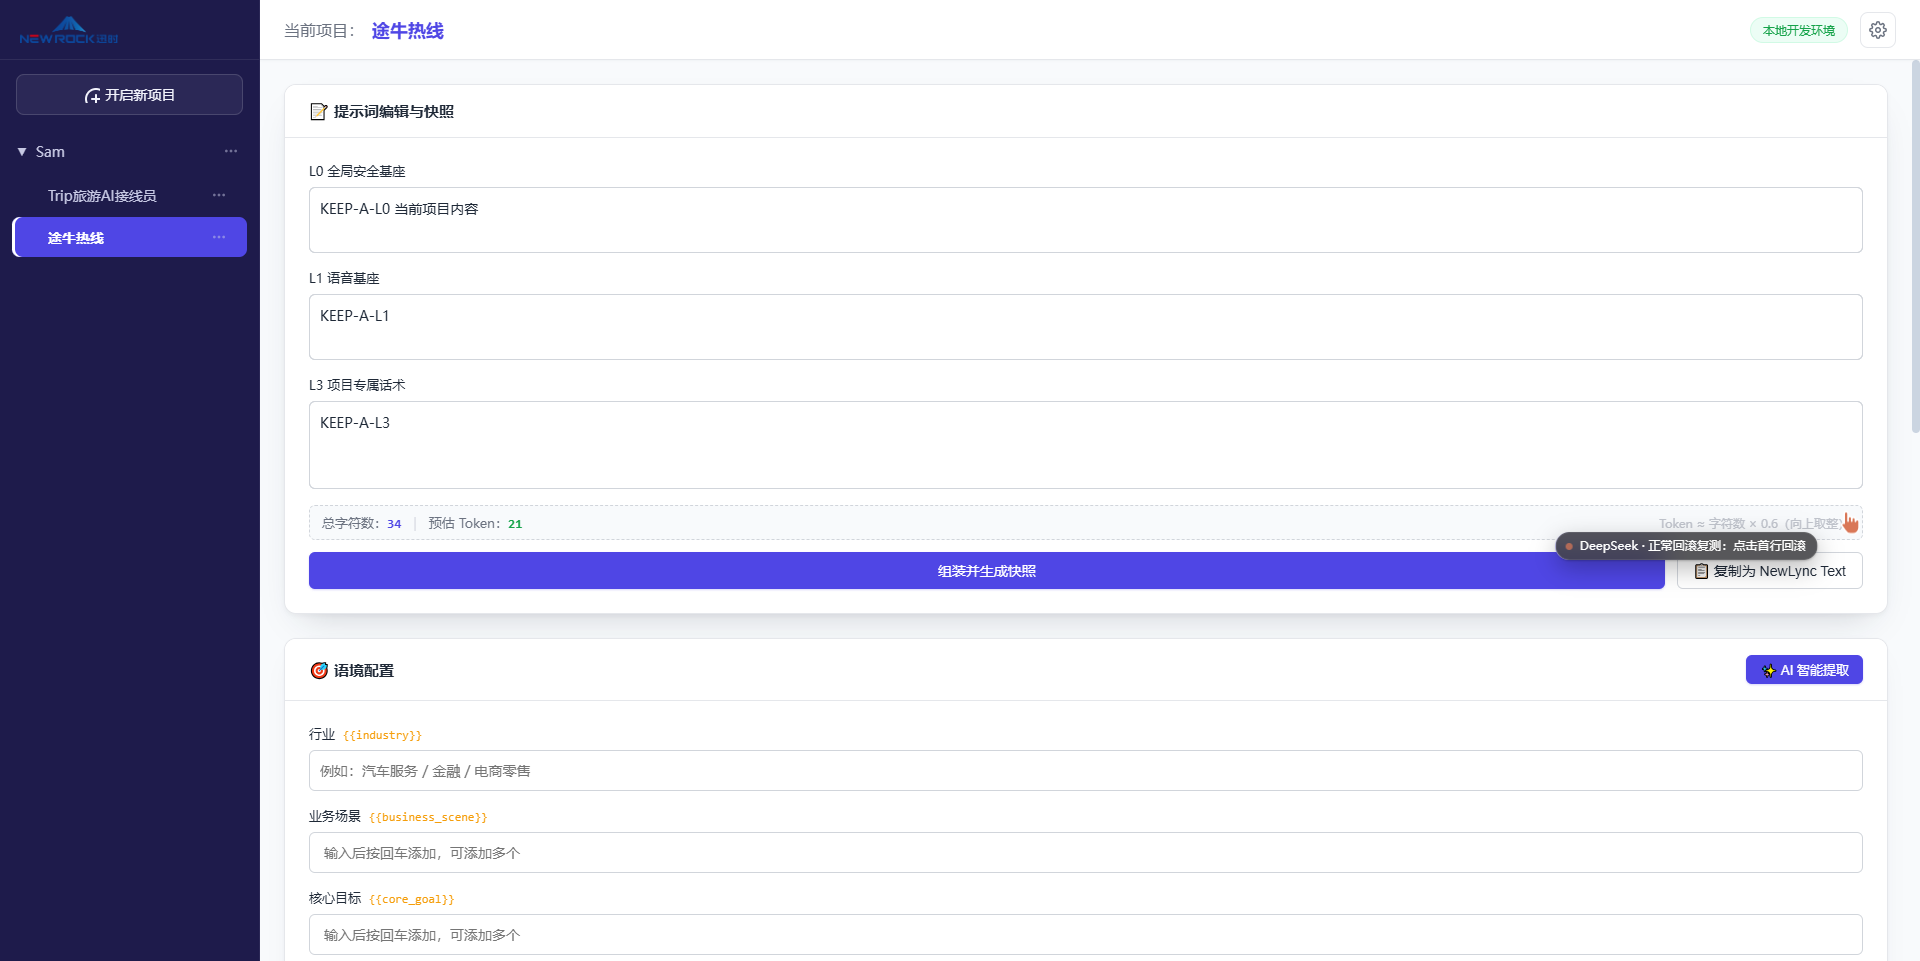 NEWROCK迅时
当前项目： 途牛热线
本地开发环境
开启新项目
▼ Sam ···
Trip旅游AI接线员 ···
途牛热线 ···
📝 提示词编辑与快照
L0 全局安全基座
KEEP-A-L0 当前项目内容
L1 语音基座
KEEP-A-L1
L3 项目专属话术
KEEP-A-L3
总字符数：34 | 预估 Token：21
Token ≈ 字符数 × 0.6（向上取整）
DeepSeek · 正常回滚复测：点击首行回滚
组装并生成快照
📋 复制为 NewLync Text
🎯 语境配置
✨ AI 智能提取
行业 {{industry}}
例如：汽车服务 / 金融 / 电商零售
业务场景 {{business_scene}}
输入后按回车添加，可添加多个
核心目标 {{core_goal}}
输入后按回车添加，可添加多个